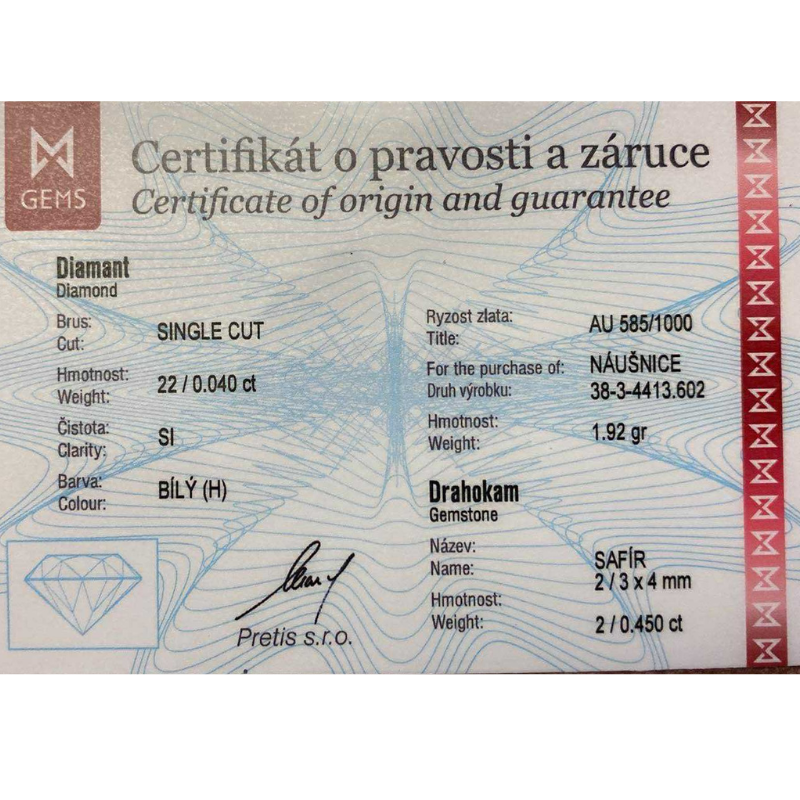 GEMS
Certifikát o pravosti a záruce
Certificate of origin and guarantee
Diamant
Diamond
Brus:
Cut:
SINGLE CUT
Hmotnost:
Weight:
22 / 0.040 ct
Čistota:
Clarity:
SI
Barva:
Colour:
BÍLÝ (H)
Pretis s.r.o.
Ryzost zlata:
Title:
AU 585/1000
For the purchase of:
Druh výrobku:
NÁUŠNICE
38-3-4413.602
Hmotnost:
Weight:
1.92 gr
Drahokam
Gemstone
Název:
Name:
SAFÍR
2 / 3 x 4 mm
Hmotnost:
Weight:
2 / 0.450 ct